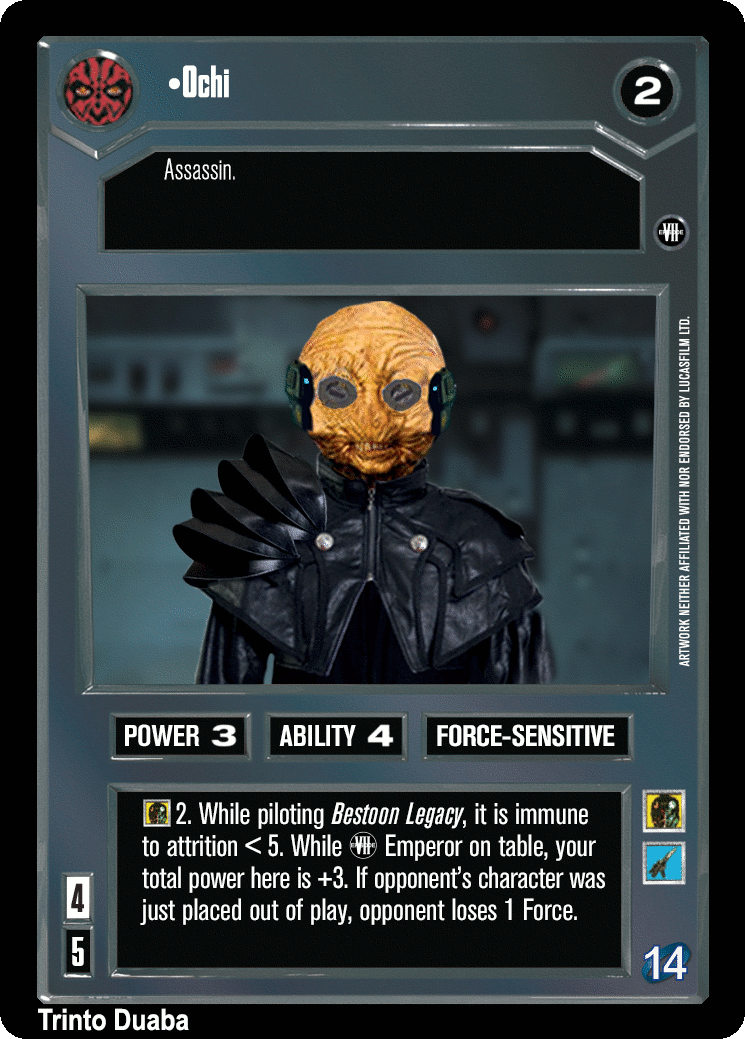 •Ochi
2
Assassin.
EPISODE VII
ARTWORK NEITHER AFFILIATED WITH NOR ENDORSED BY LUCASFILM LTD.
POWER 3
ABILITY 4
FORCE-SENSITIVE
2. While piloting Bestoon Legacy, it is immune
to attrition < 5. While EPISODE VII Emperor on table, your
total power here is +3. If opponent's character was
just placed out of play, opponent loses 1 Force.
4
5
14
Trinto Duaba